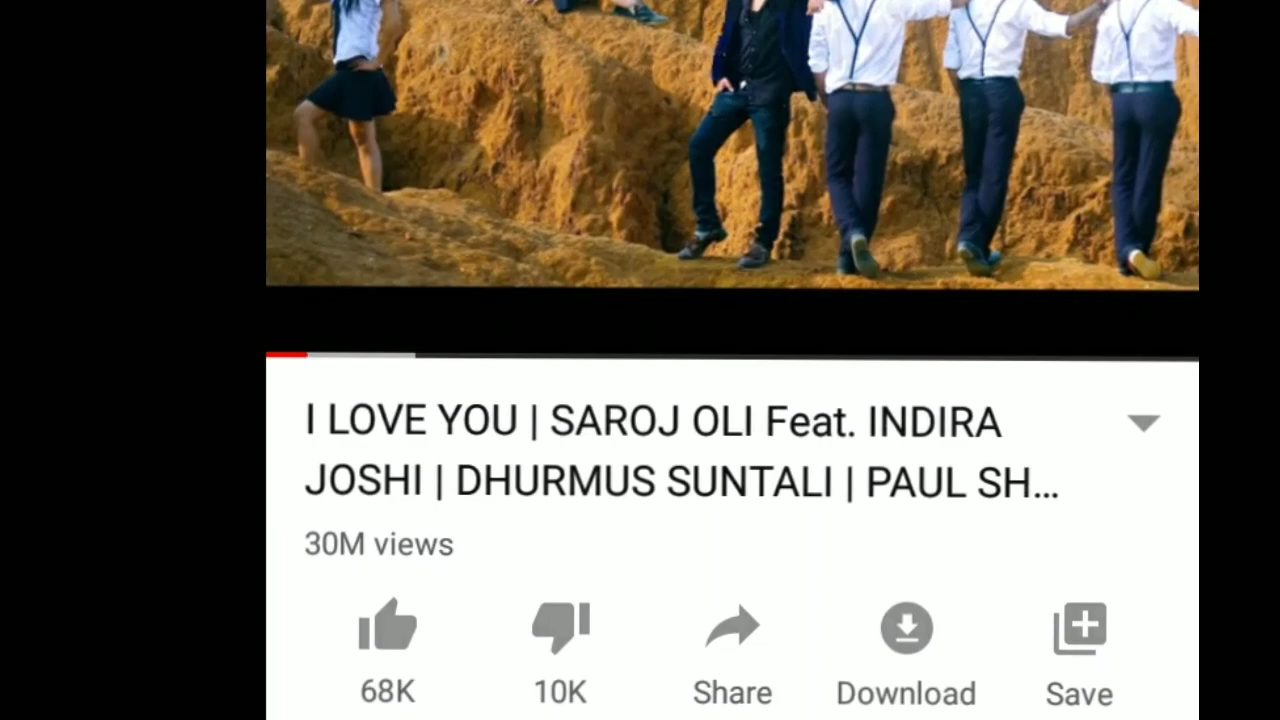 I LOVE YOU | SAROJ OLI Feat. INDIRA
JOSHI | DHURMUS SUNTALI | PAUL SH...
30M views
68K
10K
Share
Download
Save